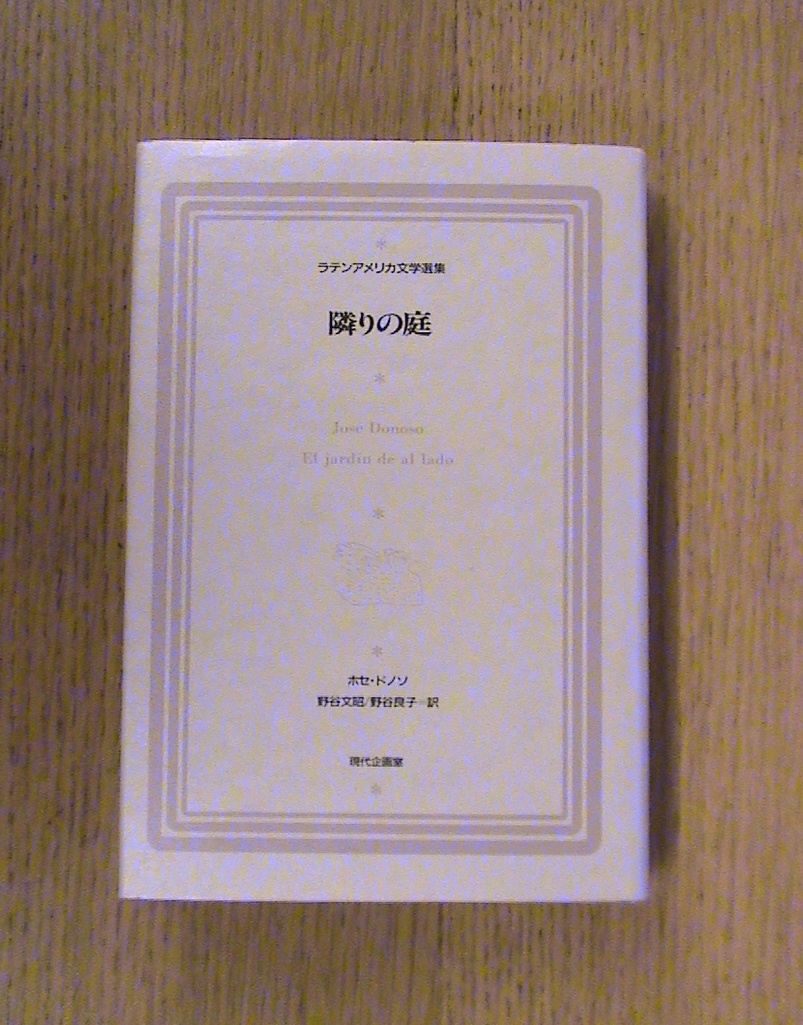 ラテンアメリカ文学選集
隣りの庭
José Donoso
El jardín de al lado
ホセ・ドノソ
野谷文昭/野谷良子=訳
現代企画室